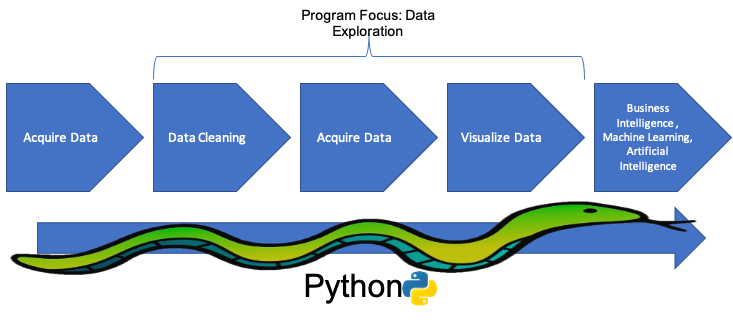 Program Focus: Data
Exploration
Acquire Data
Data Cleaning
Acquire Data
Visualize Data
Business
Intelligence ,
Machine Learning,
Artificial
Intelligence
Python